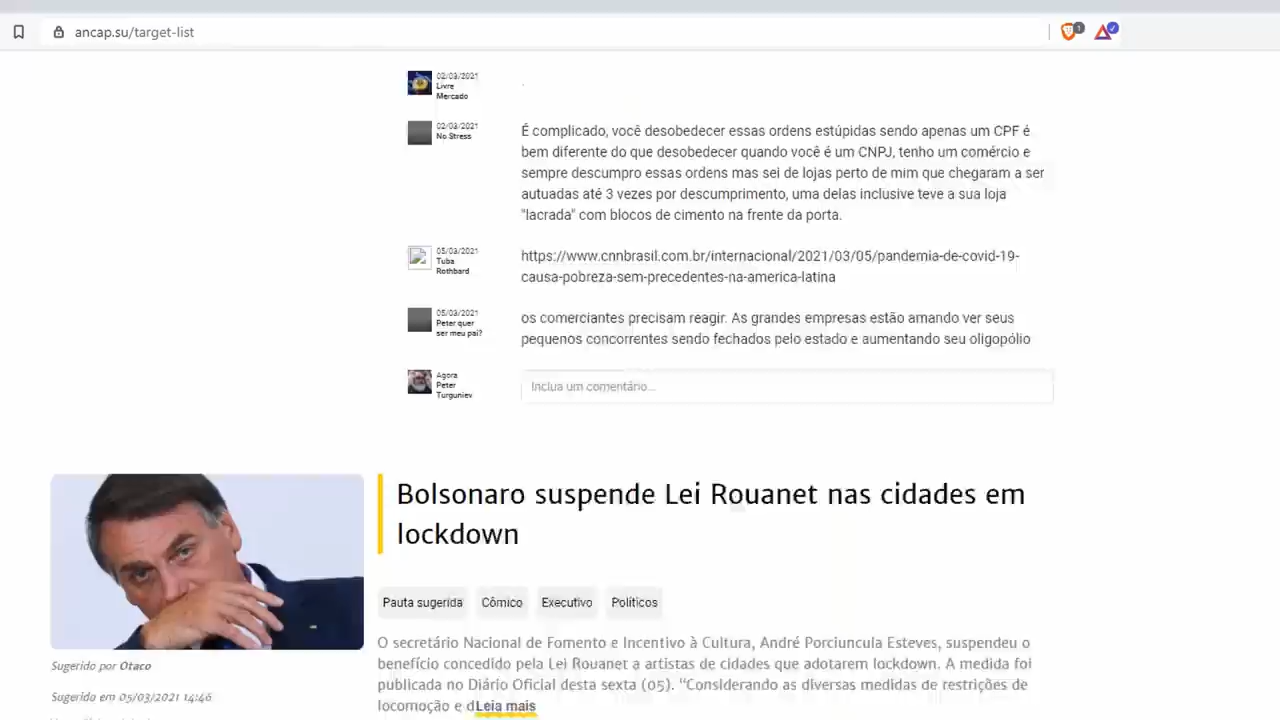 ancap.su/target-list
1
02/03/2021
Livre
Mercado
.
02/03/2021
No Stress
É complicado, você desobedecer essas ordens estúpidas sendo apenas um CPF é
bem diferente do que desobedecer quando você é um CNPJ, tenho um comércio e
sempre descumpro essas ordens mas sei de lojas perto de mim que chegaram a ser
autuadas até 3 vezes por descumprimento, uma delas inclusive teve a sua loja
"lacrada" com blocos de cimento na frente da porta.
05/03/2021
Tuba
Rothbard
https://www.cnnbrasil.com.br/internacional/2021/03/05/pandemia-de-covid-19-
causa-pobreza-sem-precedentes-na-america-latina
05/03/2021
Peter quer
ser meu pai?
os comerciantes precisam reagir. As grandes empresas estão amando ver seus
pequenos concorrentes sendo fechados pelo estado e aumentando seu oligopólio
Agora
Peter
Turguniev
Inclua um comentário...
Bolsonaro suspende Lei Rouanet nas cidades em
lockdown
Pauta sugerida Cômico Executivo Políticos
O secretário Nacional de Fomento e Incentivo à Cultura, André Porciuncula Esteves, suspendeu o
benefício concedido pela Lei Rouanet a artistas de cidades que adotarem lockdown. A medida foi
publicada no Diário Oficial desta sexta (05). “Considerando as diversas medidas de restrições de
locomoção e dLeia mais
Sugerido por Otaco
Sugerido em 05/03/2021 14:46